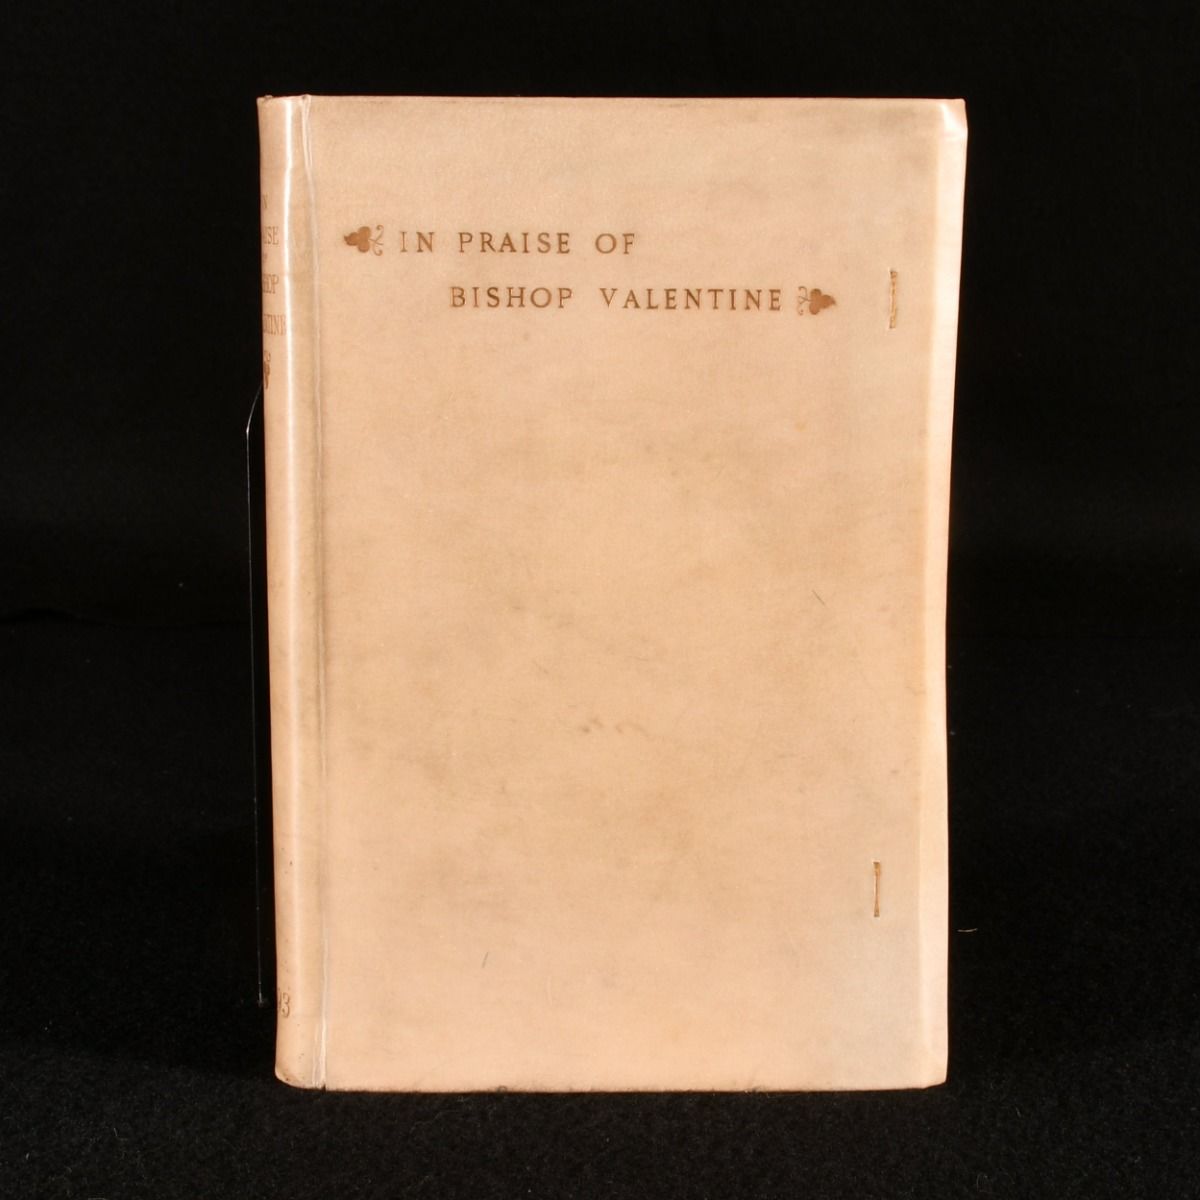 IN PRAISE OF
BISHOP VALENTINE